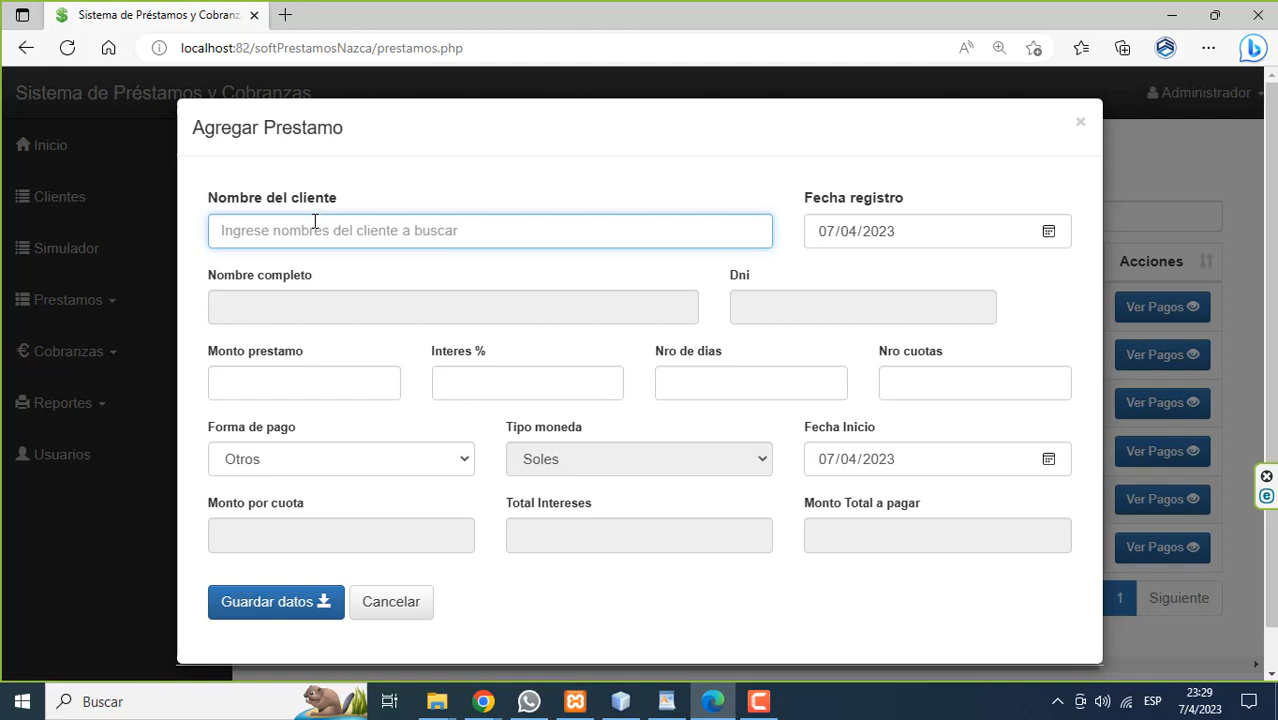 Sistema de Préstamos y Cobranz
localhost:82/softPrestamosNazca/prestamos.php
Sistema de Préstamos y Cobranzas
Administrador
Inicio
Clientes
Simulador
Prestamos
Cobranzas
Reportes
Usuarios
Agregar Prestamo
×
Nombre del cliente
Fecha registro
Ingrese nombres del cliente a buscar
07/04/2023
Nombre completo
Dni
Monto prestamo
Interes %
Nro de dias
Nro cuotas
Forma de pago
Tipo moneda
Fecha Inicio
Otros
Soles
07/04/2023
Monto por cuota
Total Intereses
Monto Total a pagar
Guardar datos
Cancelar
Acciones
Ver Pagos
Ver Pagos
Ver Pagos
Ver Pagos
Ver Pagos
Ver Pagos
1
Siguiente
Buscar
ESP
23:29
7/4/2023